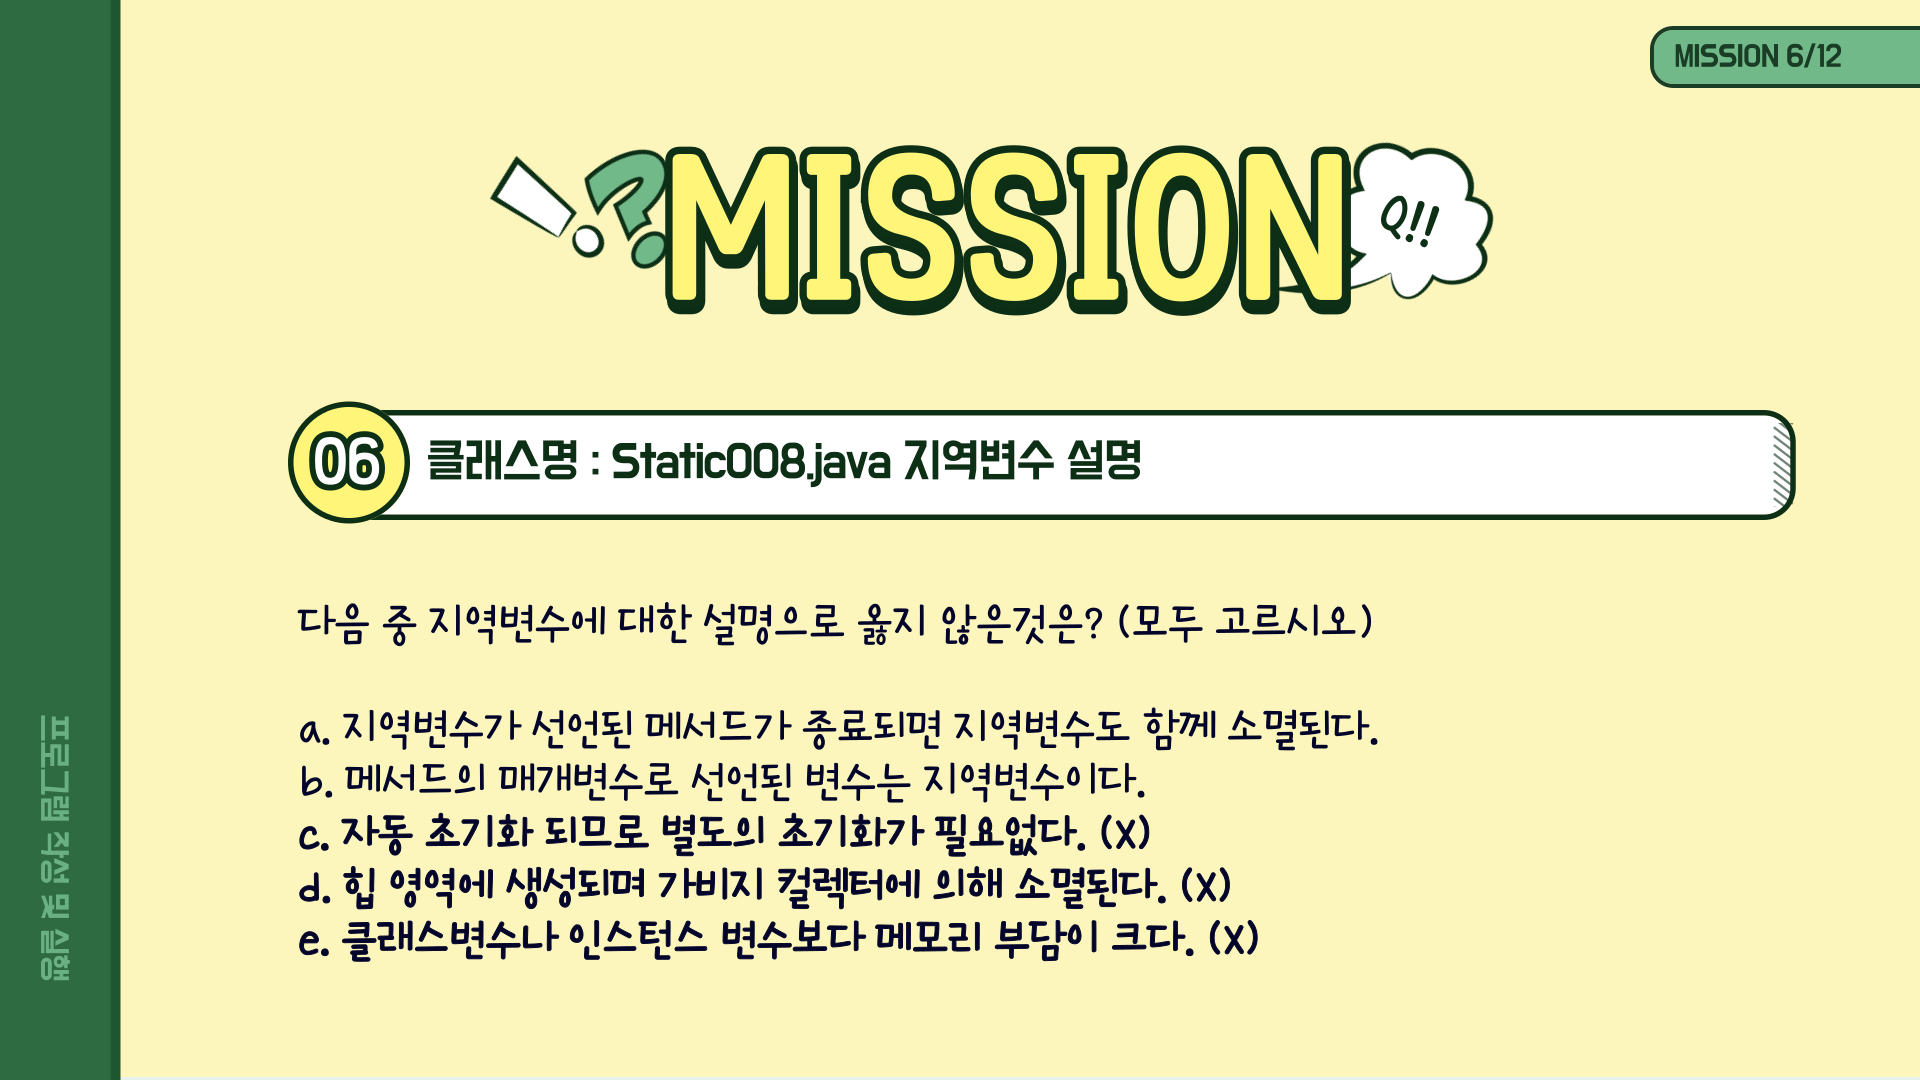 MISSION 6/12
MISSION
Q!!
06 클래스명 : Static008.java 지역변수 설명
다음 중 지역변수에 대한 설명으로 옳지 않은것은? (모두 고르시오)
a. 지역변수가 선언된 메서드가 종료되면 지역변수도 함께 소멸된다.
b. 메서드의 매개변수로 선언된 변수는 지역변수이다.
c. 자동 초기화 되므로 별도의 초기화가 필요없다. (X)
d. 힙 영역에 생성되며 가비지 컬렉터에 의해 소멸된다. (X)
e. 클래스변수나 인스턴스 변수보다 메모리 부담이 크다. (X)
프로그램 작성 및 실행